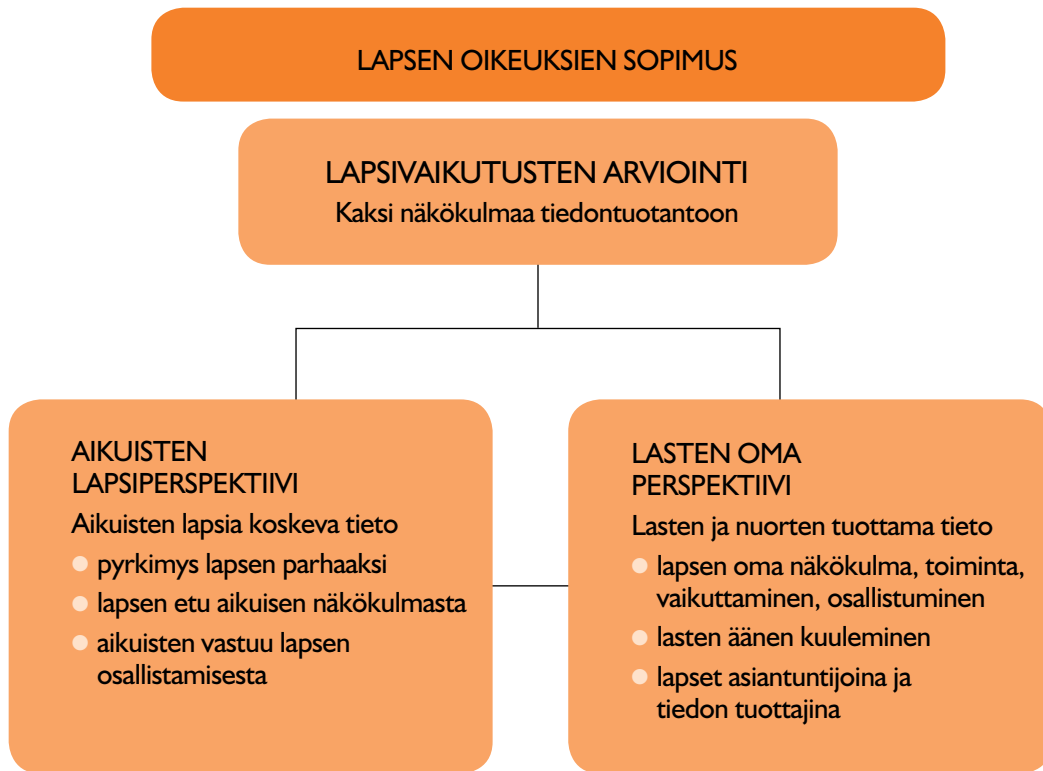 LAPSEN OIKEUKSIEN SOPIMUS
LAPSIVAIKUTUSTEN ARVIOINTI
Kaksi näkökulmaa tiedontuotantoon
AIKUISTEN
LAPSIPERSPEKTIIVI
Aikuisten lapsia koskeva tieto
pyrkimys lapsen parhaaksi
lapsen etu aikuisen näkökulmasta
aikuisten vastuu lapsen
osallistamisesta
LASTEN OMA
PERSPEKTIIVI
Lasten ja nuorten tuottama tieto
lapsen oma näkökulma, toiminta,
vaikuttaminen, osallistuminen
lasten äänen kuuleminen
lapset asiantuntijoina ja
tiedon tuottajina